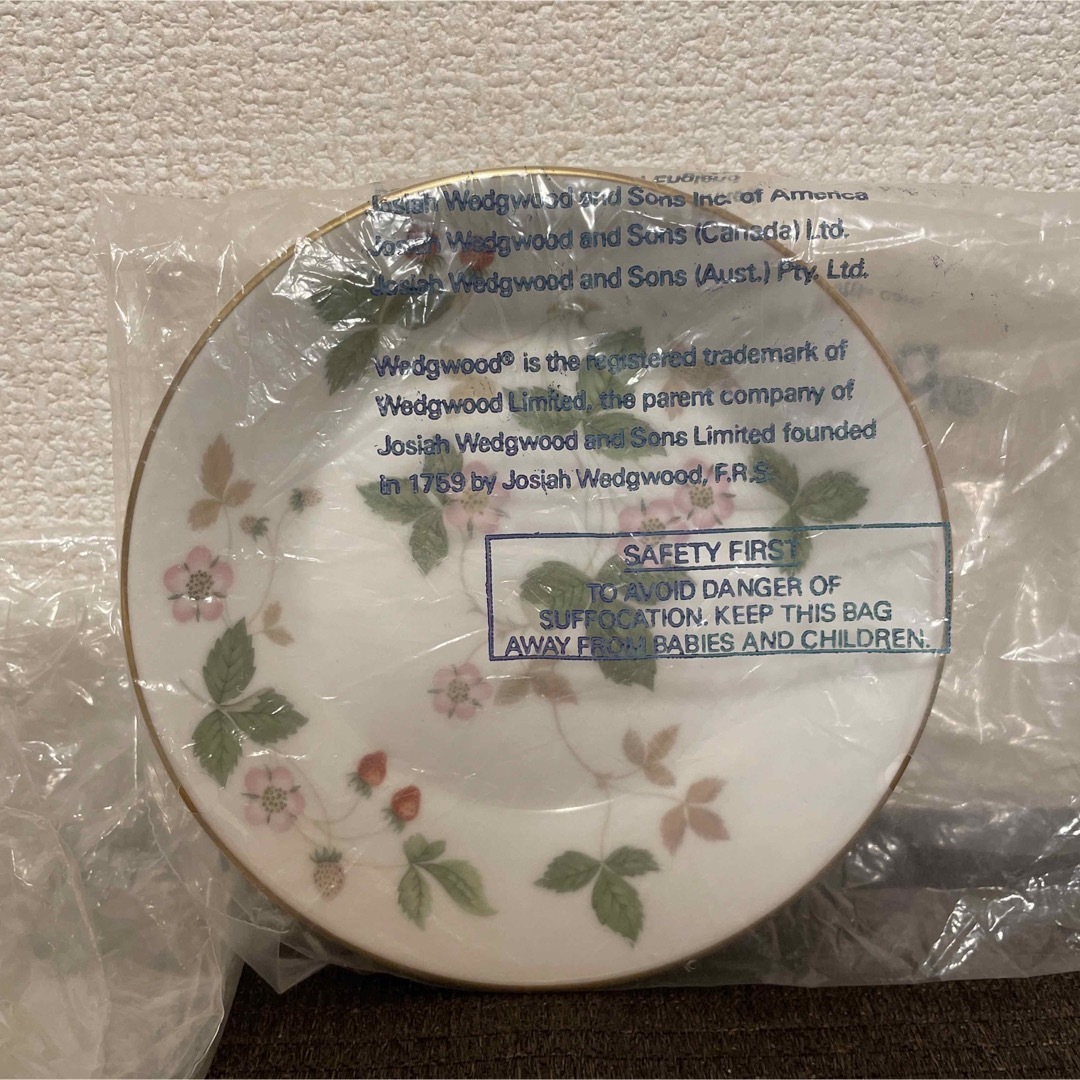 Josiah Wedgwood and Sons Inc. of America
Josiah Wedgwood and Sons (Canada) Ltd.
Josiah Wedgwood and Sons (Aust.) Pty. Ltd.
Wedgwood® is the registered trademark of
Wedgwood Limited, the parent company of
Josiah Wedgwood and Sons Limited founded
in 1759 by Josiah Wedgwood, F.R.S.
SAFETY FIRST
TO AVOID DANGER OF
SUFFOCATION. KEEP THIS BAG
AWAY FROM BABIES AND CHILDREN.